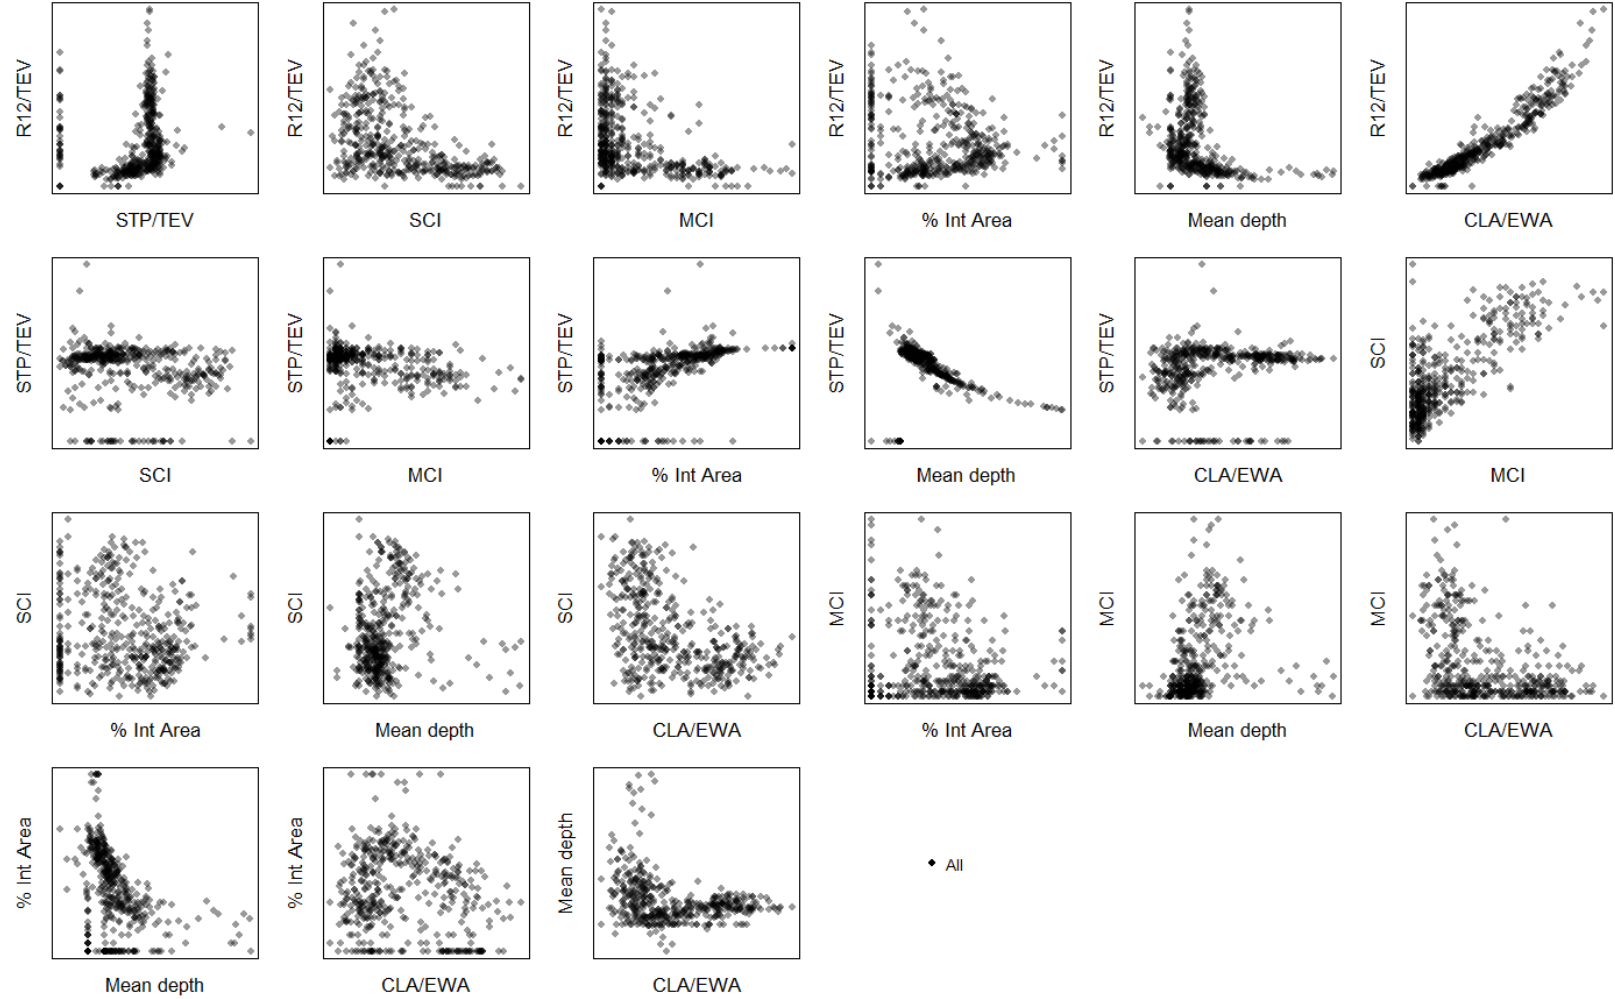 R12/TEV
STP/TEV
R12/TEV
SCI
R12/TEV
MCI
R12/TEV
% Int Area
R12/TEV
Mean depth
R12/TEV
CLA/EWA
STP/TEV
SCI
STP/TEV
MCI
STP/TEV
% Int Area
STP/TEV
Mean depth
STP/TEV
CLA/EWA
SCI
MCI
SCI
% Int Area
SCI
Mean depth
SCI
CLA/EWA
MCI
% Int Area
MCI
Mean depth
MCI
CLA/EWA
% Int Area
Mean depth
% Int Area
CLA/EWA
Mean depth
CLA/EWA
All